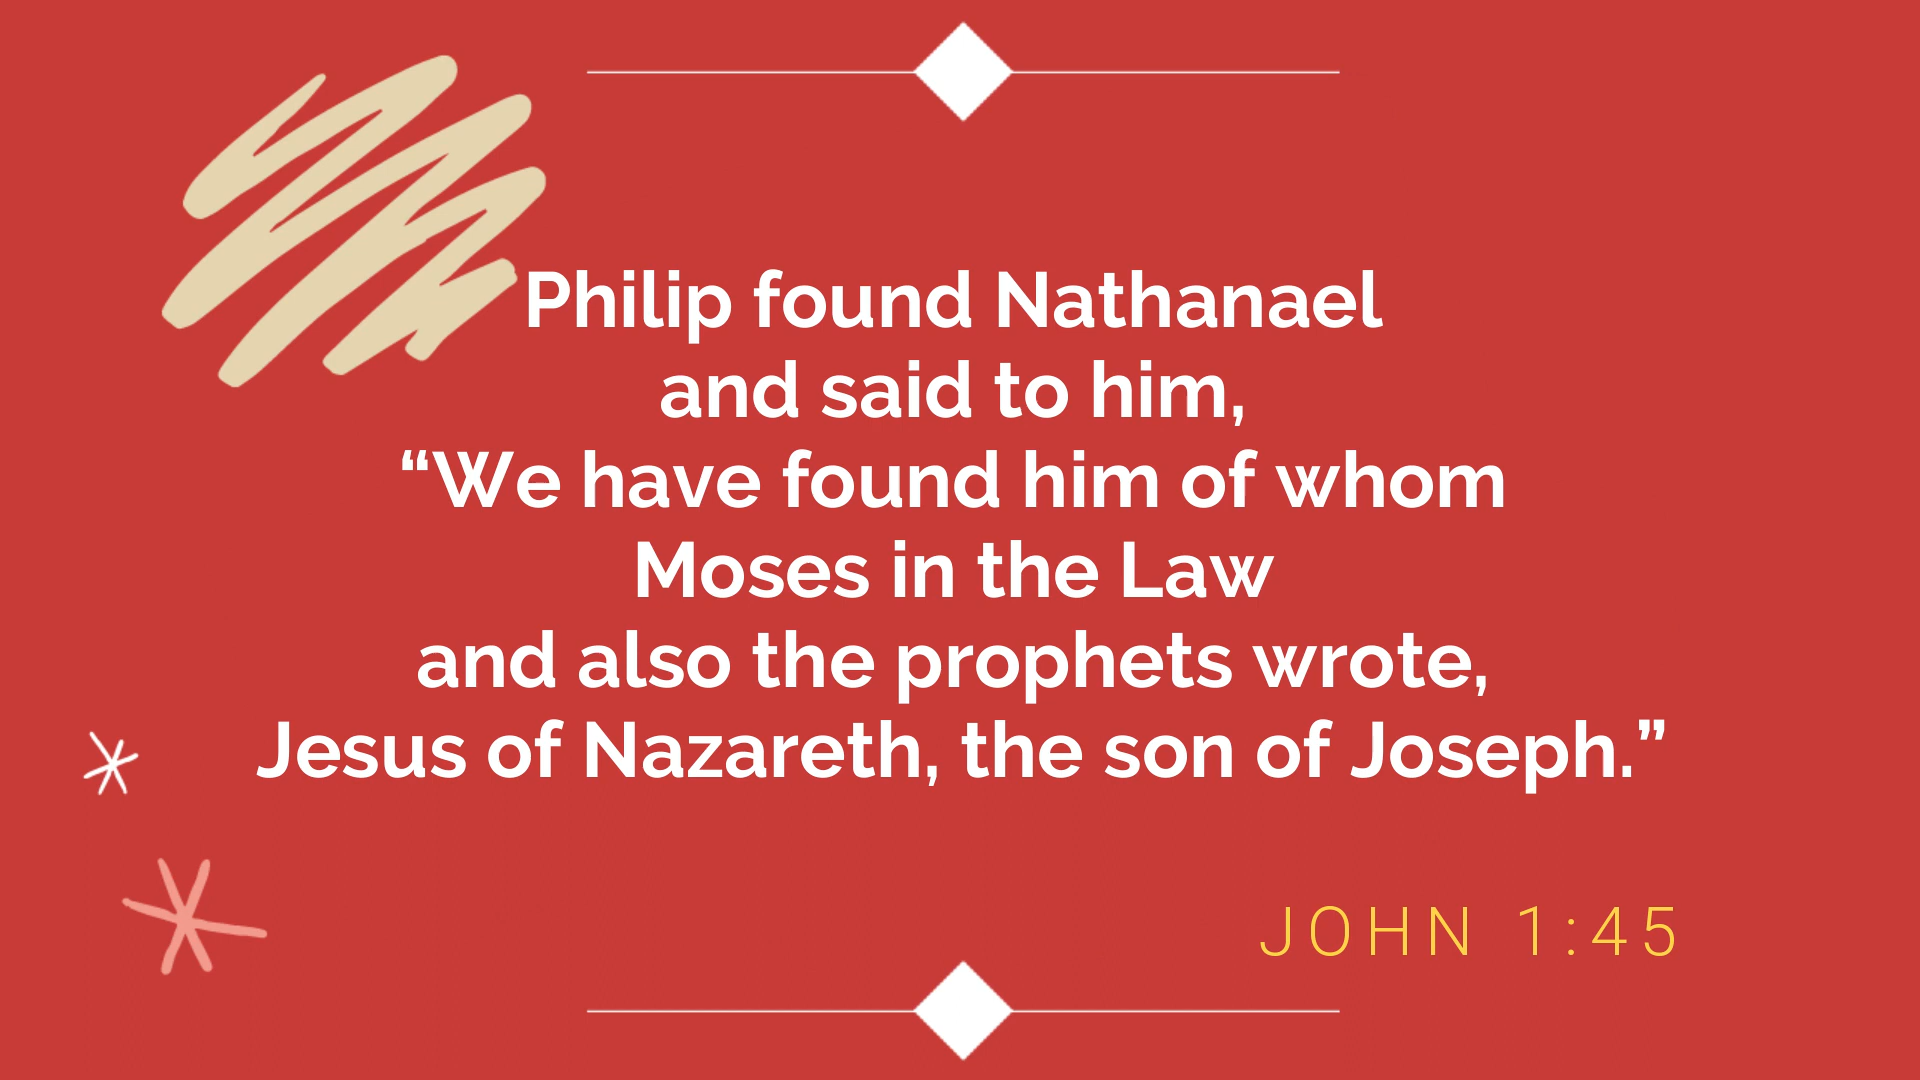 Philip found Nathanael
and said to him,
“We have found him of whom
Moses in the Law
and also the prophets wrote,
Jesus of Nazareth, the son of Joseph.”
JOHN 1:45